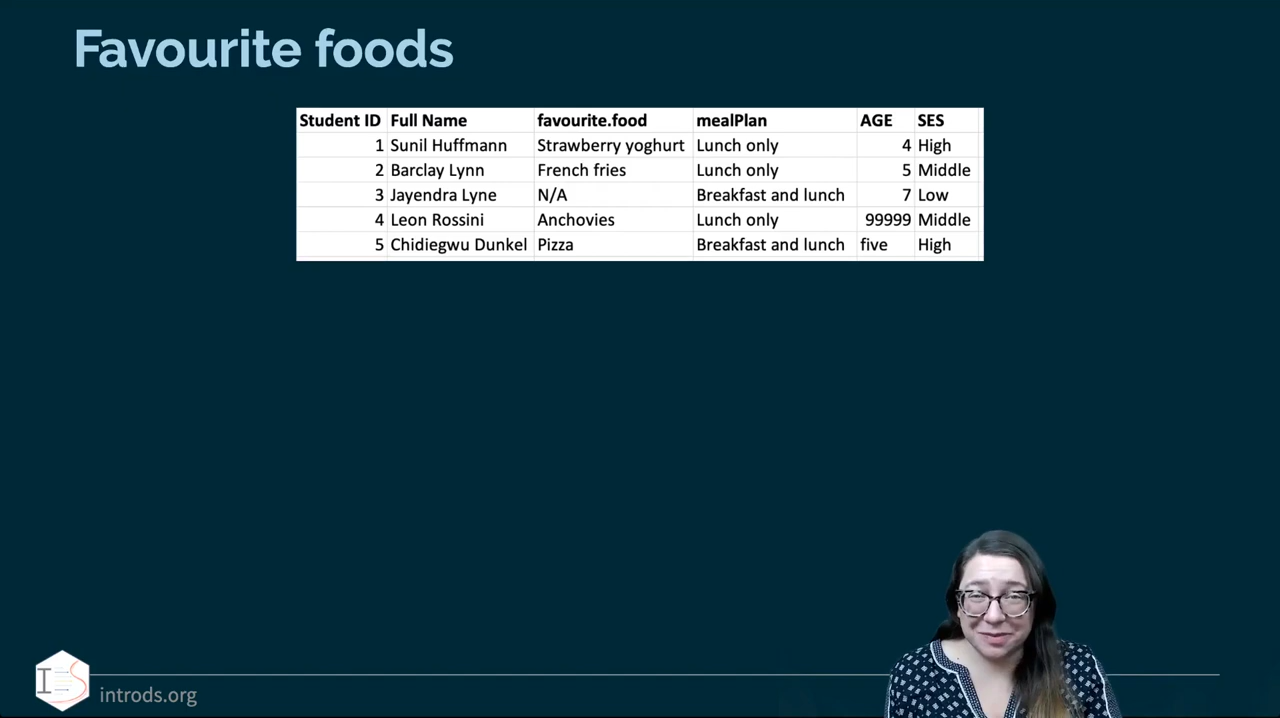 Favourite foods
Student ID Full Name favourite.food mealPlan AGE SES
1 Sunil Huffmann Strawberry yoghurt Lunch only 4 High
2 Barclay Lynn French fries Lunch only 5 Middle
3 Jayendra Lyne N/A Breakfast and lunch 7 Low
4 Leon Rossini Anchovies Lunch only 99999 Middle
5 Chidiegwu Dunkel Pizza Breakfast and lunch five High
IDS
introds.org